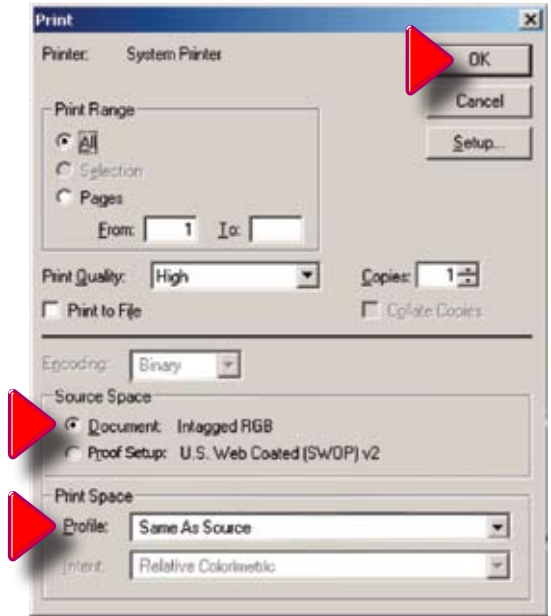 Print
Printer: System Printer
OK
Cancel
Setup...
Print Range
All
Selection
Pages
From: 1 To:
Print Quality: High
Copies: 1
Print to File
Collate Copies
Encoding: Binary
Source Space
Document: Intagged RGB
Proof Setup: U.S. Web Coated (SWOP) v2
Print Space
Profile: Same As Source
Intent: Relative Colorimetric